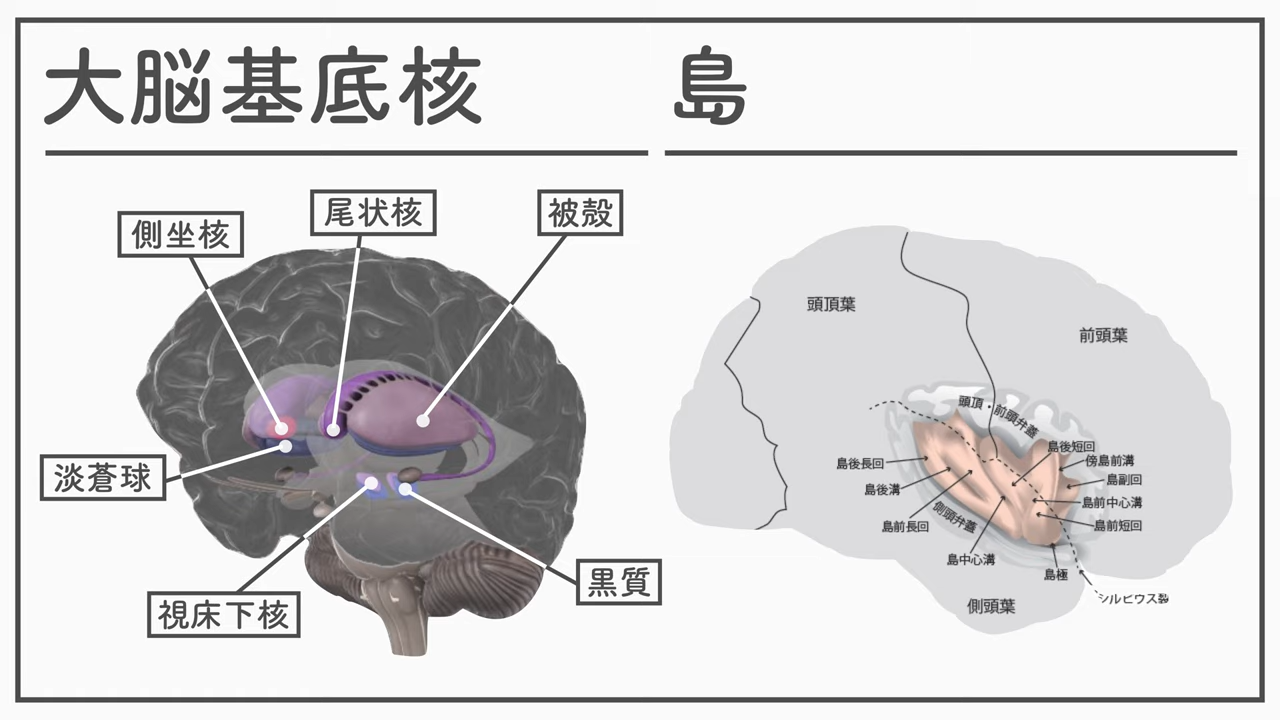 大脳基底核
島
側坐核
尾状核
被殻
淡蒼球
視床下核
黒質
頭頂葉
前頭葉
頭頂・前頭弁蓋
島後短回
傍島前溝
島副回
島前中心溝
島前短回
島後長回
島後溝
島前長回
側頭弁蓋
島中心溝
島極
側頭葉
シルビウス裂